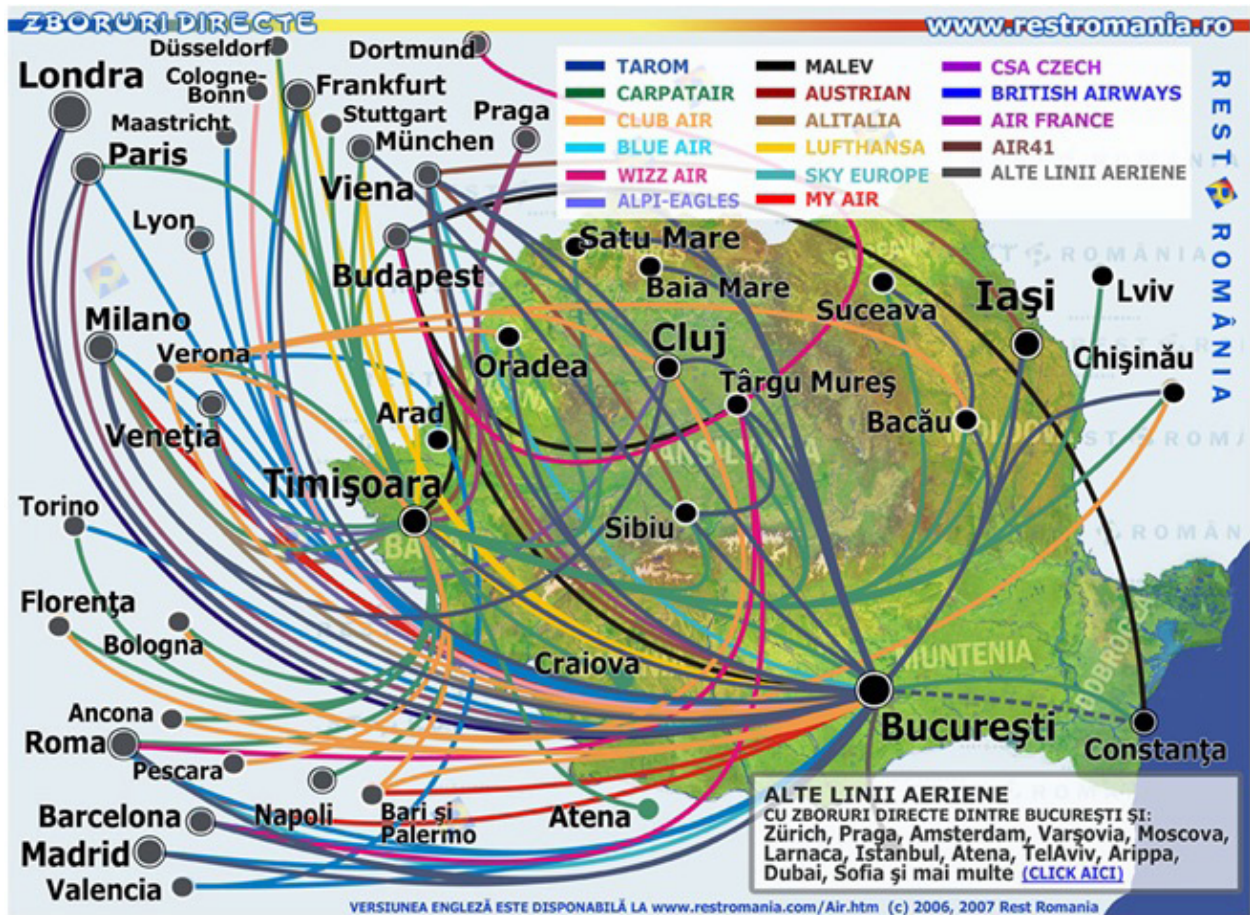 ZBORURI DIRECTE
www.restromania.ro
Düsseldorf
Dortmund
Londra
Cologne-
Bonn
Frankfurt
Maastricht
Stuttgart
Praga
Paris
München
Viena
Lyon
Budapest
TAROM
CARPATAIR
CLUB AIR
BLUE AIR
WIZZ AIR
ALPI-EAGLES
MALEV
AUSTRIAN
ALITALIA
LUFTHANSA
SKY EUROPE
MY AIR
CSA CZECH
BRITISH AIRWAYS
AIR FRANCE
AIR41
ALTE LINII AERIENE
REST ROMÂNIA
Satu Mare
Baia Mare
Suceava
Iaşi
Lviv
Milano
Verona
Oradea
Cluj
Chişinău
Târgu Mureş
Veneţia
Arad
Bacău
Timişoara
Torino
Sibiu
Florenţa
Bologna
Craiova
MUNTENIA
DOBROGEA
Ancona
Roma
Bucureşti
Constanţa
Pescara
Napoli
Bari şi
Palermo
Atena
Barcelona
Madrid
Valencia
ALTE LINII AERIENE
CU ZBORURI DIRECTE DINTRE BUCUREŞTI ŞI:
Zürich, Praga, Amsterdam, Varşovia, Moscova,
Larnaca, Istanbul, Atena, TelAviv, Arippa,
Dubai, Sofia şi mai multe (CLICK AICI)
VERSIUNEA ENGLEZĂ ESTE DISPONABILĂ LA www.restromania.com/Air.htm (c) 2006, 2007 Rest Romania